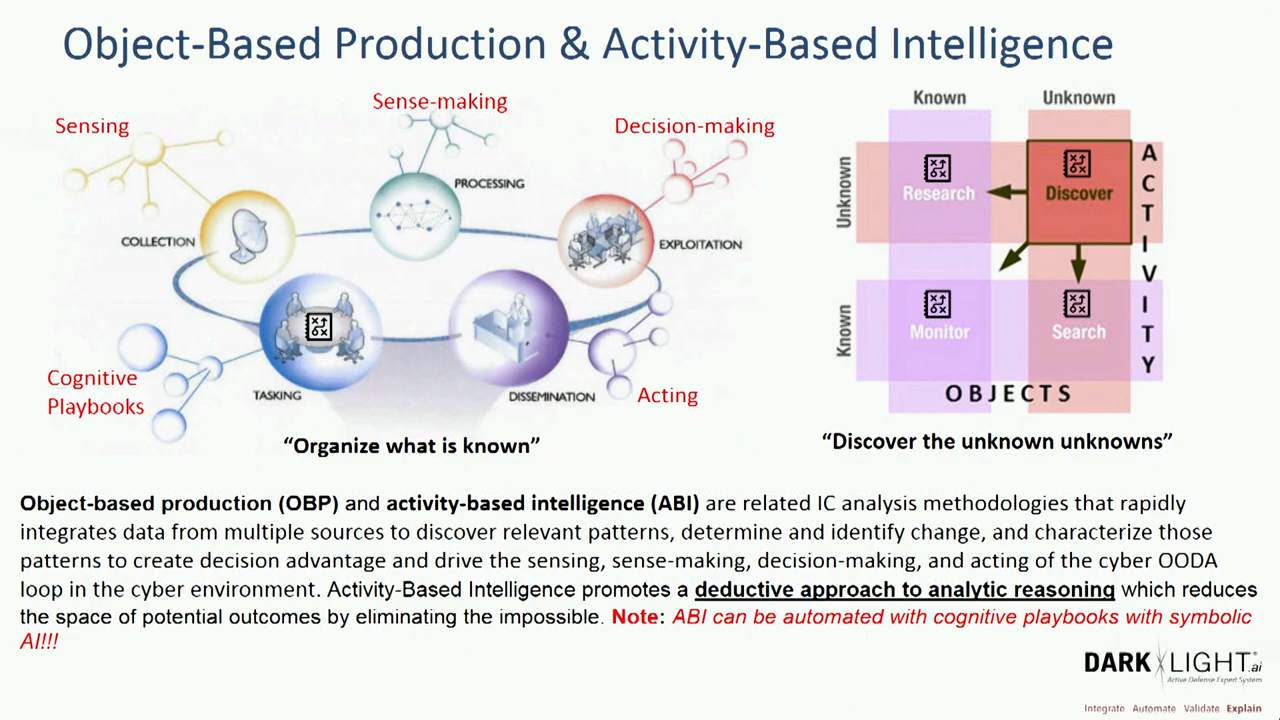 Object-Based Production & Activity-Based Intelligence
Sensing
Sense-making
Decision-making
COLLECTION
PROCESSING
EXPLOITATION
TASKING
DISSEMINATION
Cognitive
Playbooks
Acting
“Organize what is known”
Known
Unknown
Unknown
Known
Research
Discover
Monitor
Search
ACTIVITY
OBJECTS
“Discover the unknown unknowns”
Object-based production (OBP) and activity-based intelligence (ABI) are related IC analysis methodologies that rapidly
integrates data from multiple sources to discover relevant patterns, determine and identify change, and characterize those
patterns to create decision advantage and drive the sensing, sense-making, decision-making, and acting of the cyber OODA
loop in the cyber environment. Activity-Based Intelligence promotes a deductive approach to analytic reasoning which reduces
the space of potential outcomes by eliminating the impossible. Note: ABI can be automated with cognitive playbooks with symbolic
AI!!!
DARKLIGHT.ai
Active Defense Expert System
Integrate Automate Validate Explain